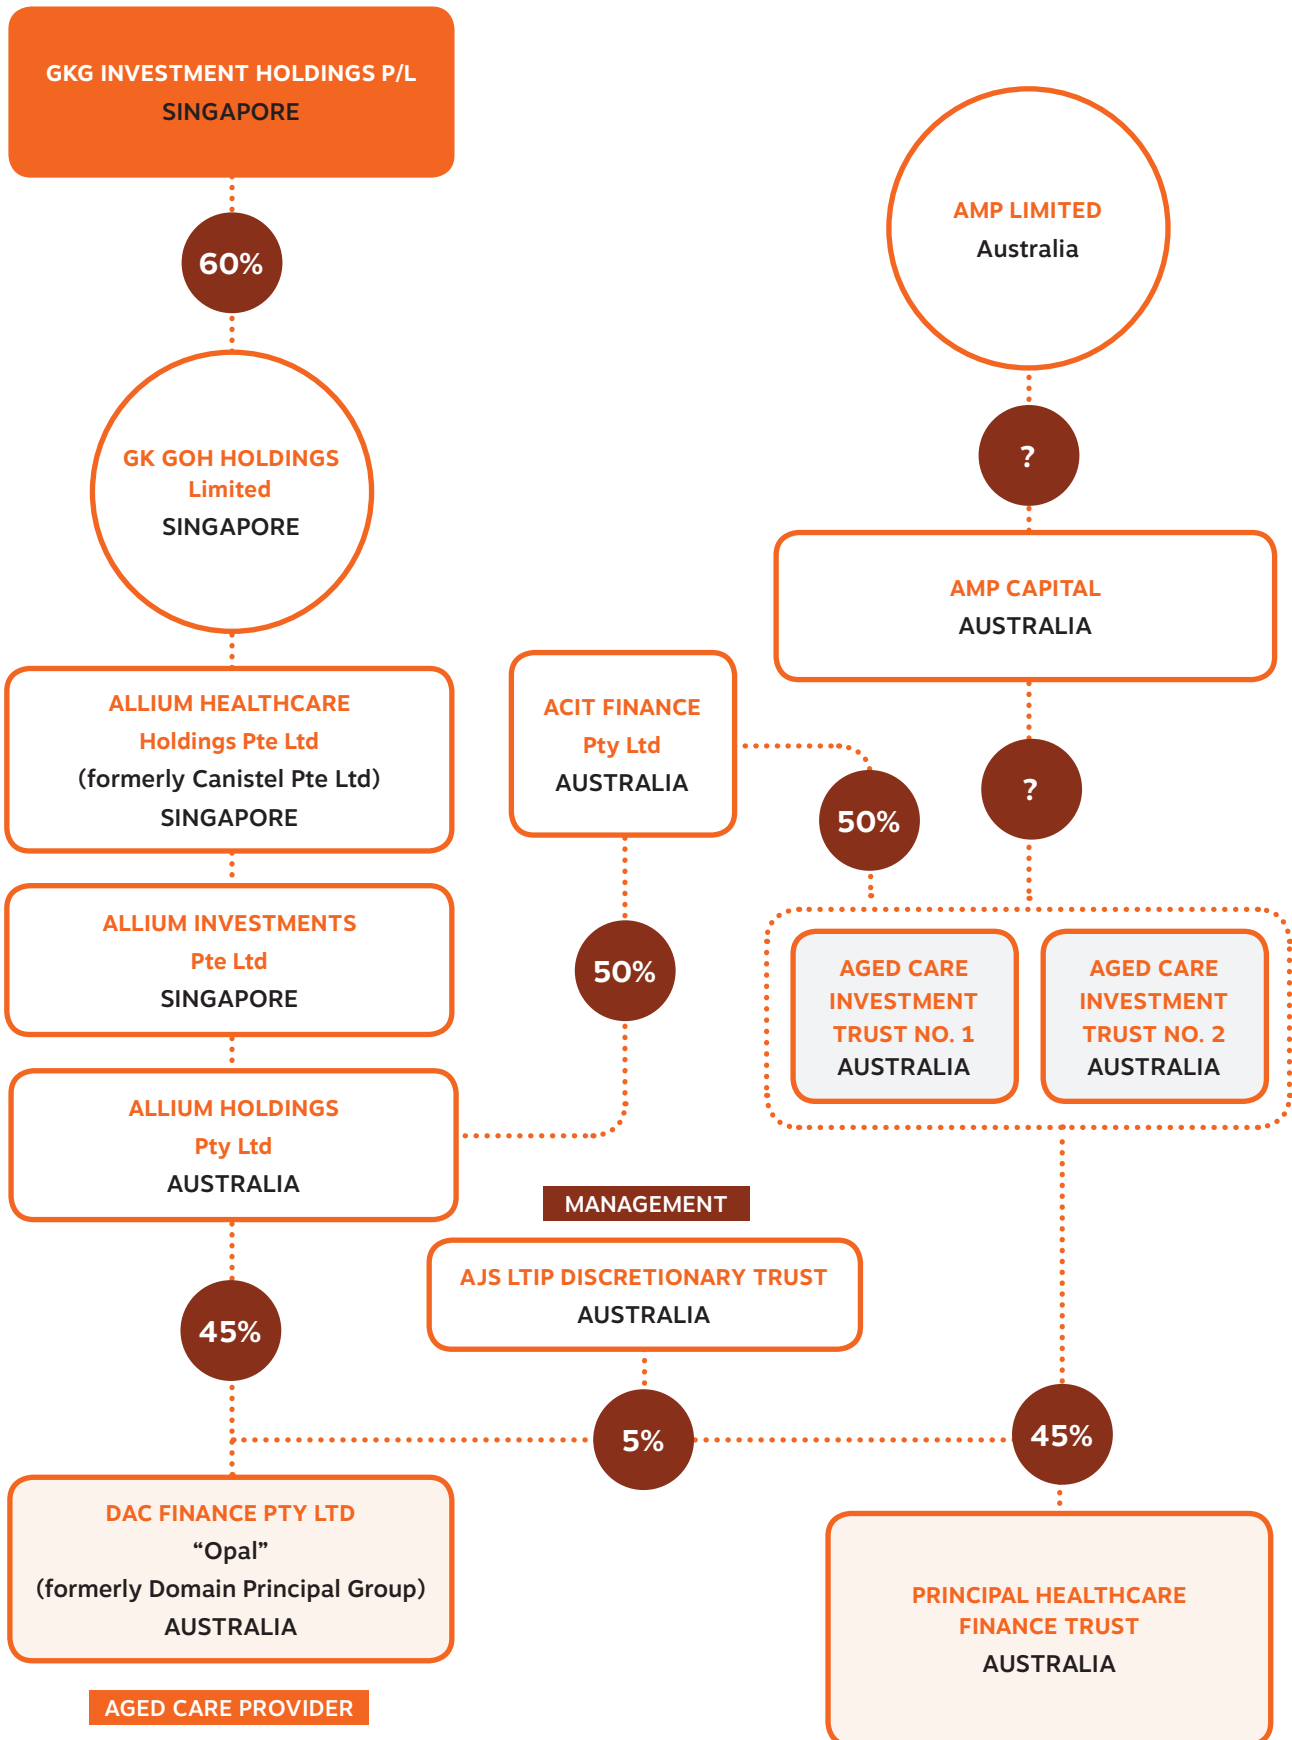 GKG INVESTMENT HOLDINGS P/L
SINGAPORE
60%
GK GOH HOLDINGS
Limited
SINGAPORE
ALLIUM HEALTHCARE
Holdings Pte Ltd
(formerly Canistel Pte Ltd)
SINGAPORE
ALLIUM INVESTMENTS
Pte Ltd
SINGAPORE
ALLIUM HOLDINGS
Pty Ltd
AUSTRALIA
45%
DAC FINANCE PTY LTD
“Opal”
(formerly Domain Principal Group)
AUSTRALIA
AGED CARE PROVIDER
ACIT FINANCE
Pty Ltd
AUSTRALIA
50%
50%
MANAGEMENT
AJS LTIP DISCRETIONARY TRUST
AUSTRALIA
5%
AMP LIMITED
Australia
?
AMP CAPITAL
AUSTRALIA
?
AGED CARE
INVESTMENT
TRUST NO. 1
AUSTRALIA
AGED CARE
INVESTMENT
TRUST NO. 2
AUSTRALIA
45%
PRINCIPAL HEALTHCARE
FINANCE TRUST
AUSTRALIA